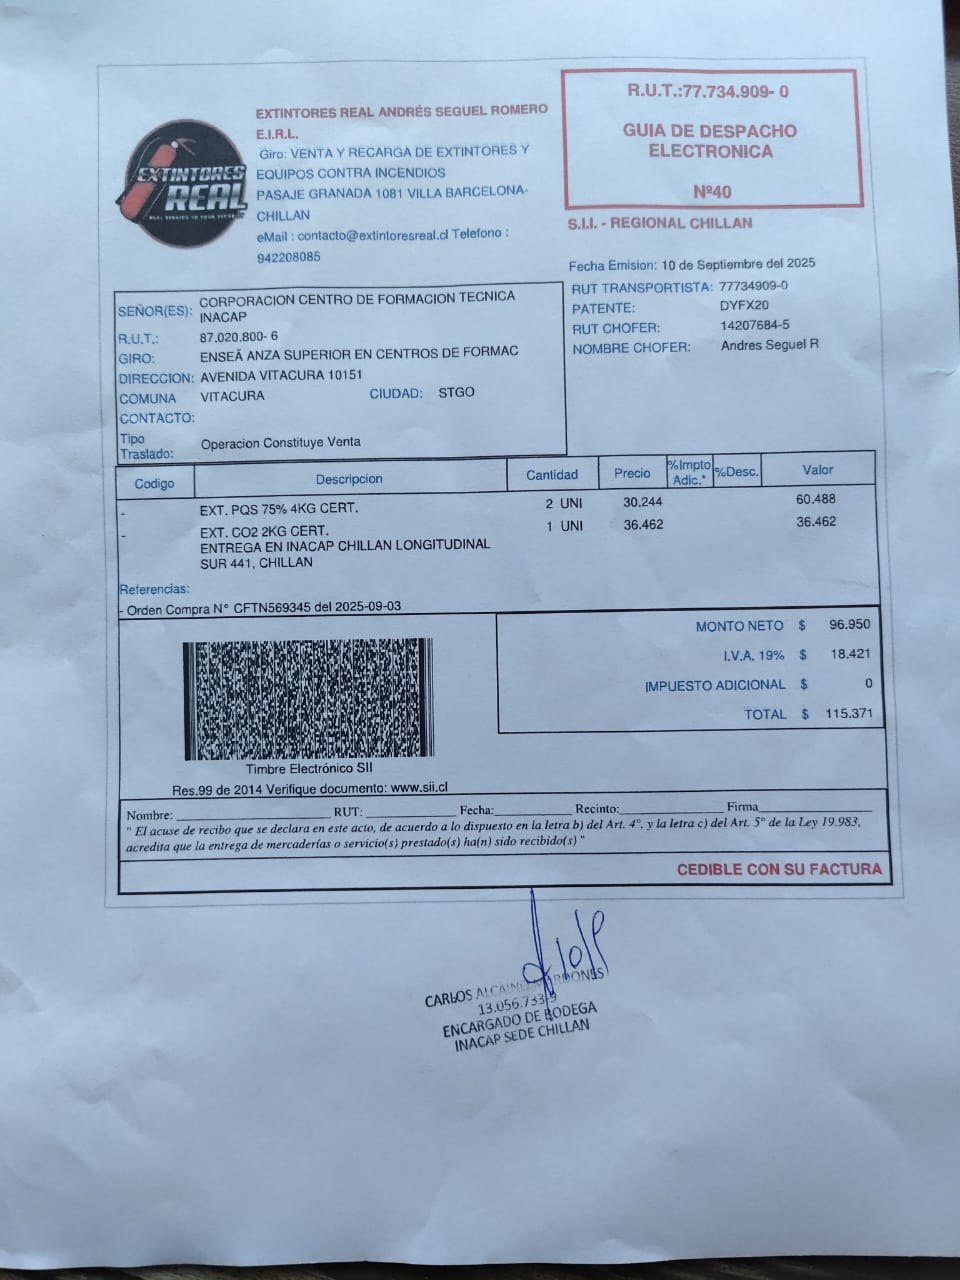 EXTINTORES REAL
EXTINTORES REAL ANDRÉS SEGUEL ROMERO
E.I.R.L.
Giro: VENTA Y RECARGA DE EXTINTORES Y
EQUIPOS CONTRA INCENDIOS
PASAJE GRANADA 1081 VILLA BARCELONA-
CHILLAN
eMail : contacto@extintoresreal.cl Telefono :
942208085
R.U.T.:77.734.909- 0
GUIA DE DESPACHO
ELECTRONICA
Nº40
S.I.I. - REGIONAL CHILLAN
Fecha Emision: 10 de Septiembre del 2025
RUT TRANSPORTISTA: 77734909-0
PATENTE: DYFX20
RUT CHOFER: 14207684-5
NOMBRE CHOFER: Andres Seguel R
SEÑOR(ES): CORPORACION CENTRO DE FORMACION TECNICA
INACAP
R.U.T.: 87.020.800- 6
GIRO: ENSEÃ ANZA SUPERIOR EN CENTROS DE FORMAC
DIRECCION: AVENIDA VITACURA 10151
COMUNA VITACURA CIUDAD: STGO
CONTACTO:
Tipo
Traslado: Operacion Constituye Venta
Codigo Descripcion Cantidad Precio %Impto Adic.* %Desc. Valor
- EXT. PQS 75% 4KG CERT. 2 UNI 30.244 60.488
- EXT. CO2 2KG CERT. 1 UNI 36.462 36.462
ENTREGA EN INACAP CHILLAN LONGITUDINAL
SUR 441, CHILLAN
Referencias:
- Orden Compra N° CFTN569345 del 2025-09-03
MONTO NETO $ 96.950
I.V.A. 19% $ 18.421
IMPUESTO ADICIONAL $ 0
TOTAL $ 115.371
Timbre Electrónico SII
Res.99 de 2014 Verifique documento: www.sii.cl
Nombre: RUT: Fecha: Recinto: Firma
" El acuse de recibo que se declara en este acto, de acuerdo a lo dispuesto en la letra b) del Art. 4º, y la letra c) del Art. 5º de la Ley 19.983,
acredita que la entrega de mercaderías o servicio(s) prestado(s) ha(n) sido recibido(s) "
CEDIBLE CON SU FACTURA
CARLOS
13.056.733-9
ENCARGADO DE BODEGA
INACAP SEDE CHILLAN